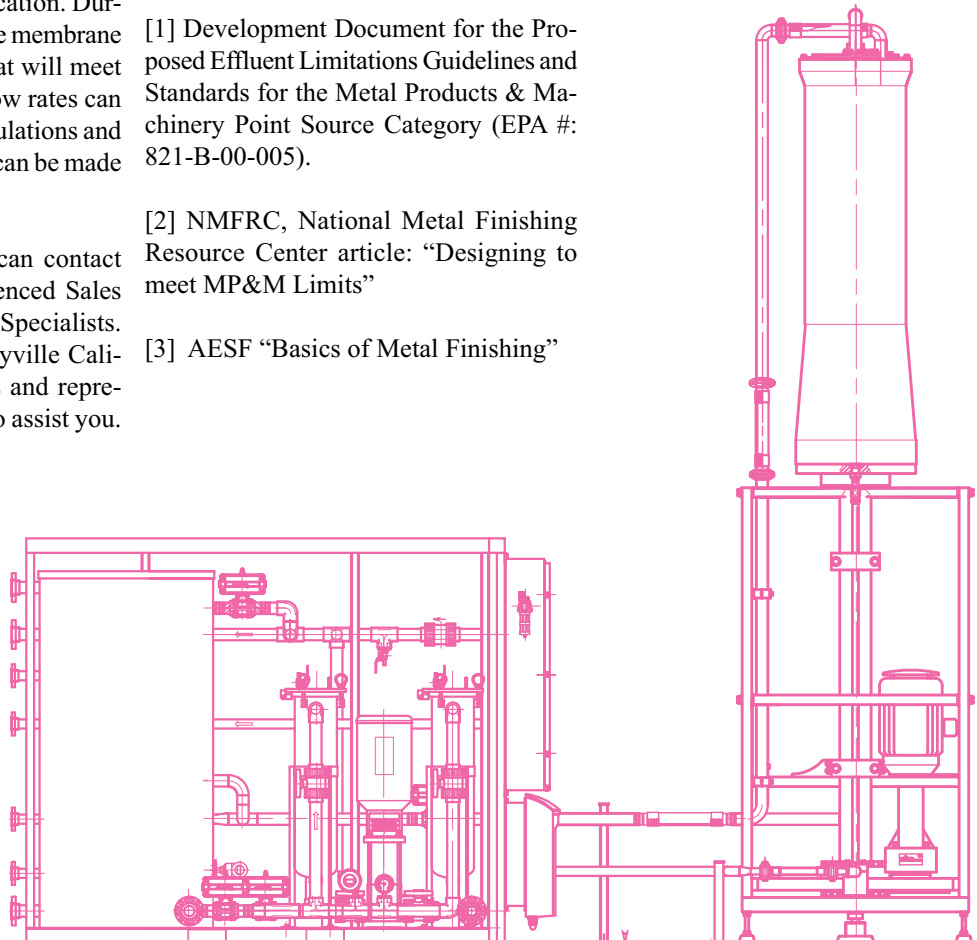 cation. Dur-
e membrane
at will meet
ow rates can
ulations and
can be made
can contact
enced Sales
Specialists.
yville Cali-
and repre-
o assist you.
[1] Development Document for the Pro-
posed Effluent Limitations Guidelines and
Standards for the Metal Products & Ma-
chinery Point Source Category (EPA #:
821-B-00-005).
[2] NMFRC, National Metal Finishing
Resource Center article: “Designing to
meet MP&M Limits”
[3] AESF “Basics of Metal Finishing”